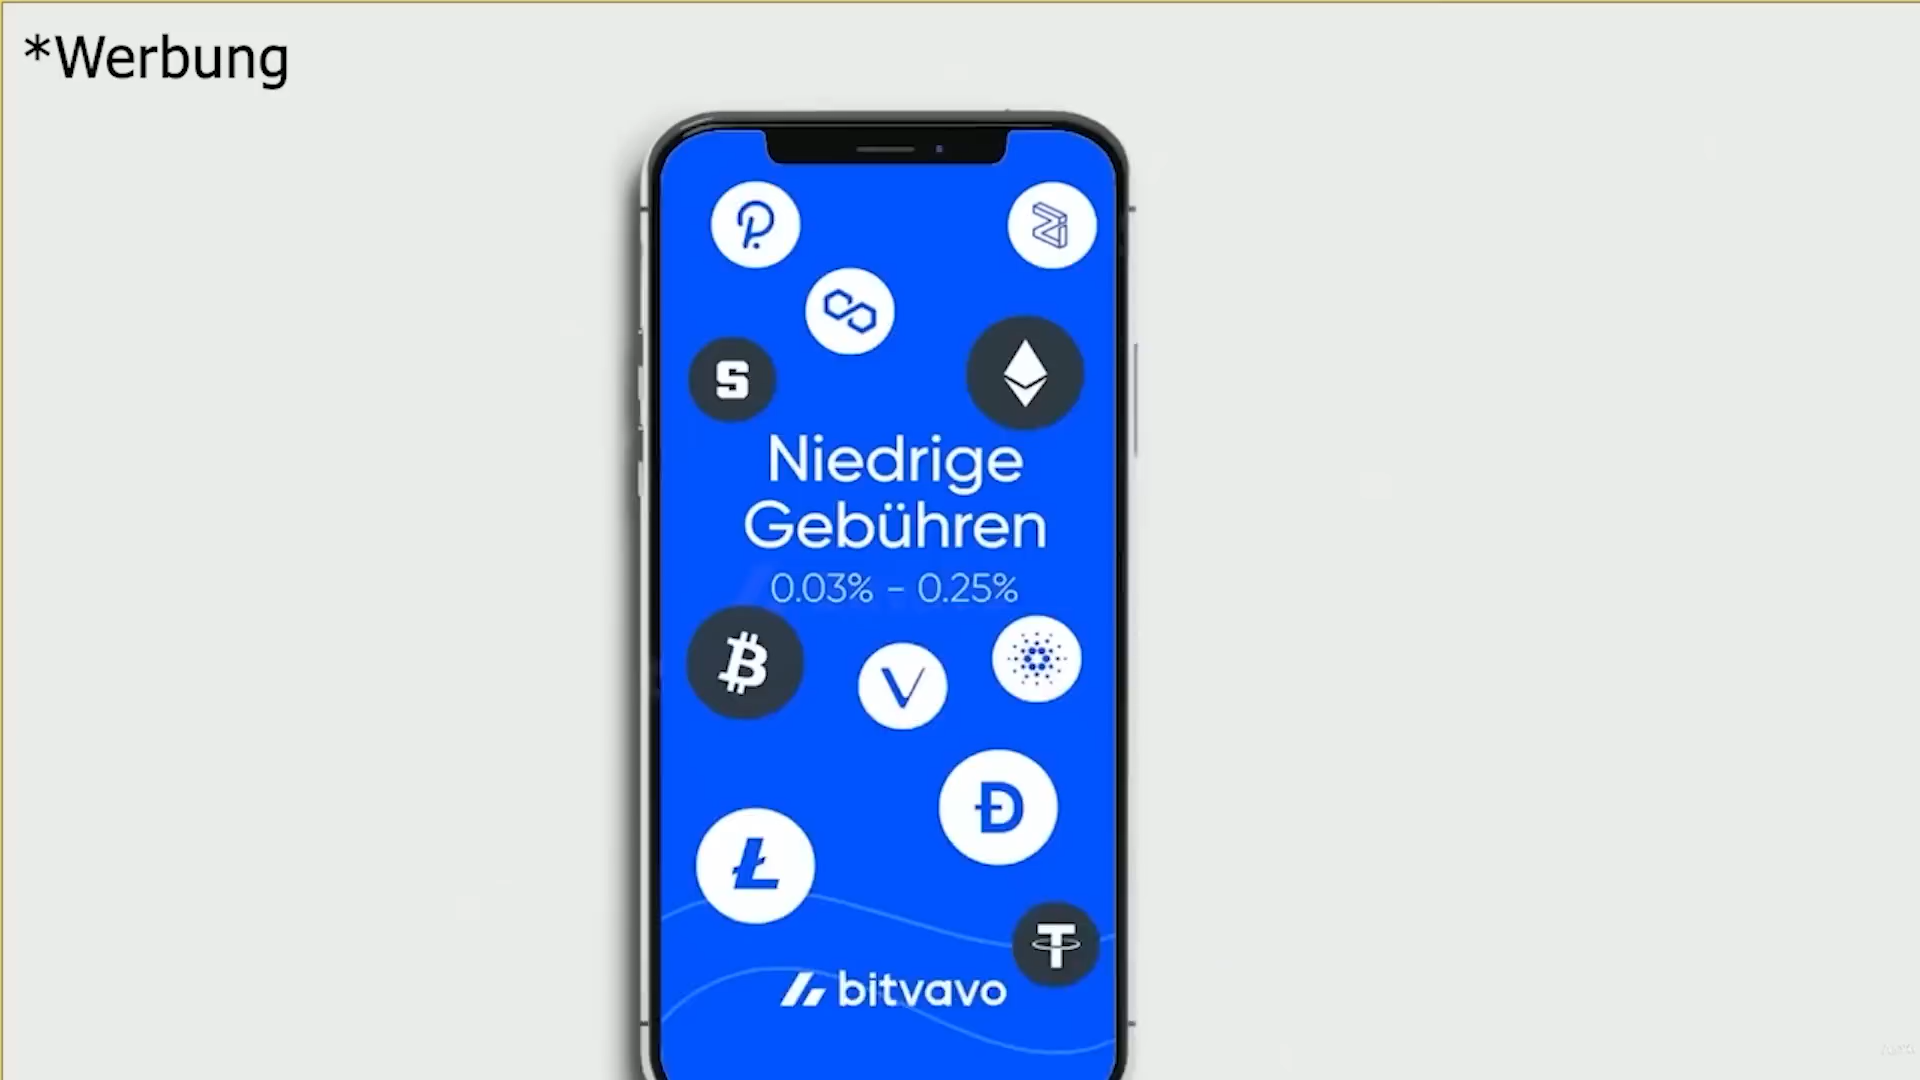 *Werbung
Niedrige
Gebühren
0.03% - 0.25%
bitvavo